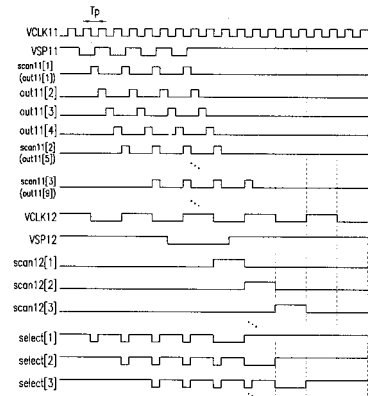 Tp
VCLK11
VSP11
scan11[1]
(out11[1])
out11[2]
out11[3]
out11[4]
scan11[2]
(out11[5])
scan11[3]
(out11[9])
VCLK12
VSP12
scan12[1]
scan12[2]
scan12[3]
select[1]
select[2]
select[3]